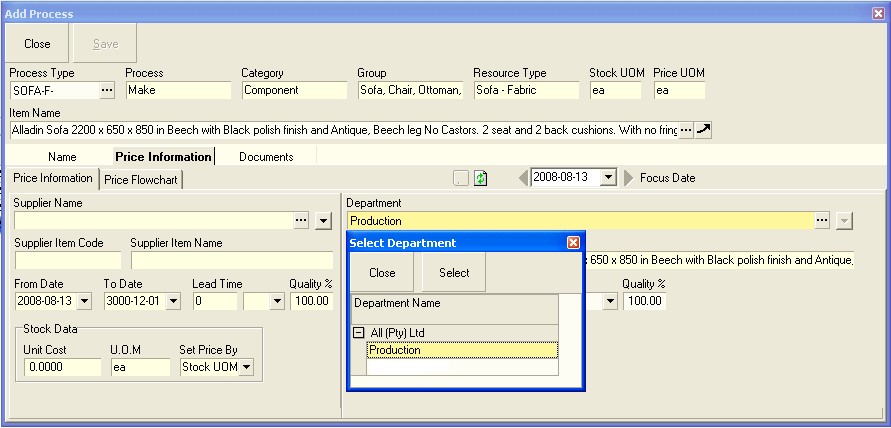 Add Process
Close Save
Process Type Process Category Group Resource Type Stock UOM Price UOM
SOFA-F- ... Make Component Sofa, Chair, Ottoman, Sofa - Fabric ea ea
Item Name
Alladin Sofa 2200 x 650 x 850 in Beech with Black polish finish and Antique, Beech leg No Castors. 2 seat and 2 back cushions. With no fring ...
Name Price Information Documents
Price Information Price Flowchart 2008-08-13 Focus Date
Supplier Name Department
... Production ...
Select Department
Supplier Item Code Supplier Item Name
650 x 850 in Beech with Black polish finish and Antique,
Close Select
From Date To Date Lead Time Quality % Quality %
2008-08-13 3000-12-01 0 100.00 100.00
Department Name
Stock Data
All (Pty) Ltd
Unit Cost U.O.M Set Price By
Production
0.0000 ea Stock UOM